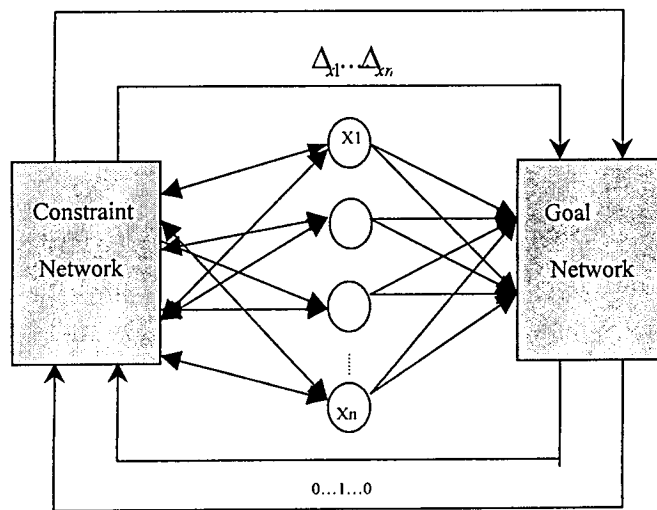 Δx1...Δxn
X1
Constraint
Network
Goal
Network
Xn
0...1...0